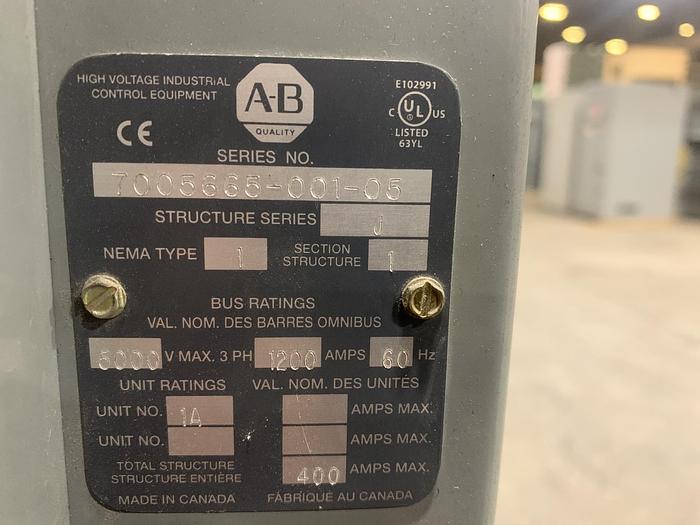 HIGH VOLTAGE INDUSTRIAL
CONTROL EQUIPMENT
A-B
QUALITY
E102991
C UL US
LISTED
63YL
CE
SERIES NO.
7005665-001-05
STRUCTURE SERIES J
NEMA TYPE 1 SECTION STRUCTURE 1
BUS RATINGS
VAL. NOM. DES BARRES OMNIBUS
5000 V MAX. 3 PH 1200 AMPS 60 Hz
UNIT RATINGS VAL. NOM. DES UNITÉS
UNIT NO. 1A AMPS MAX.
UNIT NO. \ AMPS MAX.
TOTAL STRUCTURE
STRUCTURE ENTIÈRE 400 AMPS MAX.
MADE IN CANADA FABRIQUÉ AU CANADA